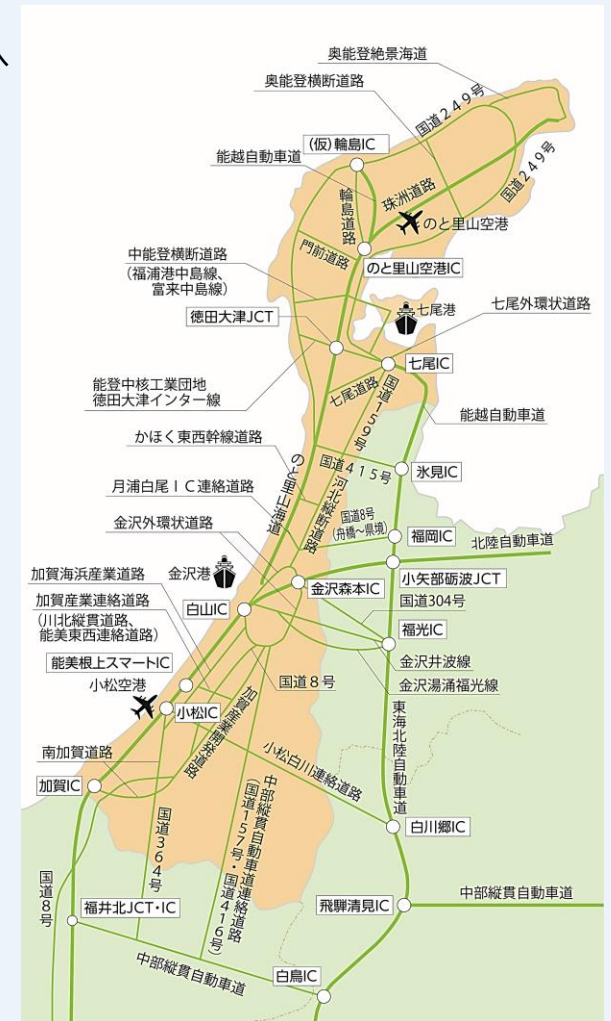 奥能登絶景海道
奥能登横断道路
国道249号
(仮)輪島IC
能越自動車道
国道249号
珠洲道路
輪島道路
のと里山空港
門前道路
中能登横断道路
(福浦港中島線、
富来中島線)
のと里山空港IC
七尾港
七尾外環状道路
徳田大津JCT
七尾IC
能登中核工業団地
徳田大津インター線
七尾道路
国道159号
能越自動車道
かほく東西幹線道路
国道415号
氷見IC
のと里山海道
月浦白尾IC連絡道路
河北縦断道路
国道8号
(舟橋~県境)
金沢外環状道路
福岡IC
北陸自動車道
加賀海浜産業道路
金沢港
金沢森本IC
小矢部砺波JCT
加賀産業連絡道路
(川北縦貫道路、
能美東西連絡道路)
白山IC
国道304号
福光IC
能美根上スマートIC
金沢井波線
国道8号
金沢湯涌福光線
小松空港
小松IC
加賀産業開発道路
東海北陸自動車道
南加賀道路
小松白川連絡道路
加賀IC
中部縦貫自動車道連絡道路
(国道157号・国道416号)
国道364号
白川郷IC
国道8号
福井北JCT・IC
飛騨清見IC
中部縦貫自動車道
中部縦貫自動車道
白鳥IC